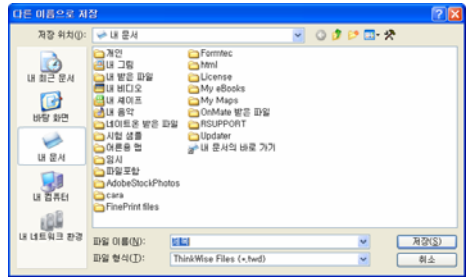 다른 이름으로 저장
저장 위치(I):
내 문서
내 최근 문서
바탕 화면
내 문서
내 컴퓨터
내 네트워크 환경
개인
내 그림
내 받은 파일
내 비디오
내 셰이프
내 음악
네이트온 받은 파일
시험 샘플
어른용 맵
임시
파일포함
AdobeStockPhotos
cara
FinePrint files
Formtec
html
License
My eBooks
My Maps
OnMate 받은 파일
RSUPPORT
Updater
내 문서의 바로 가기
파일 이름(N):
제목
저장(S)
파일 형식(T):
ThinkWise Files (*.twd)
취소